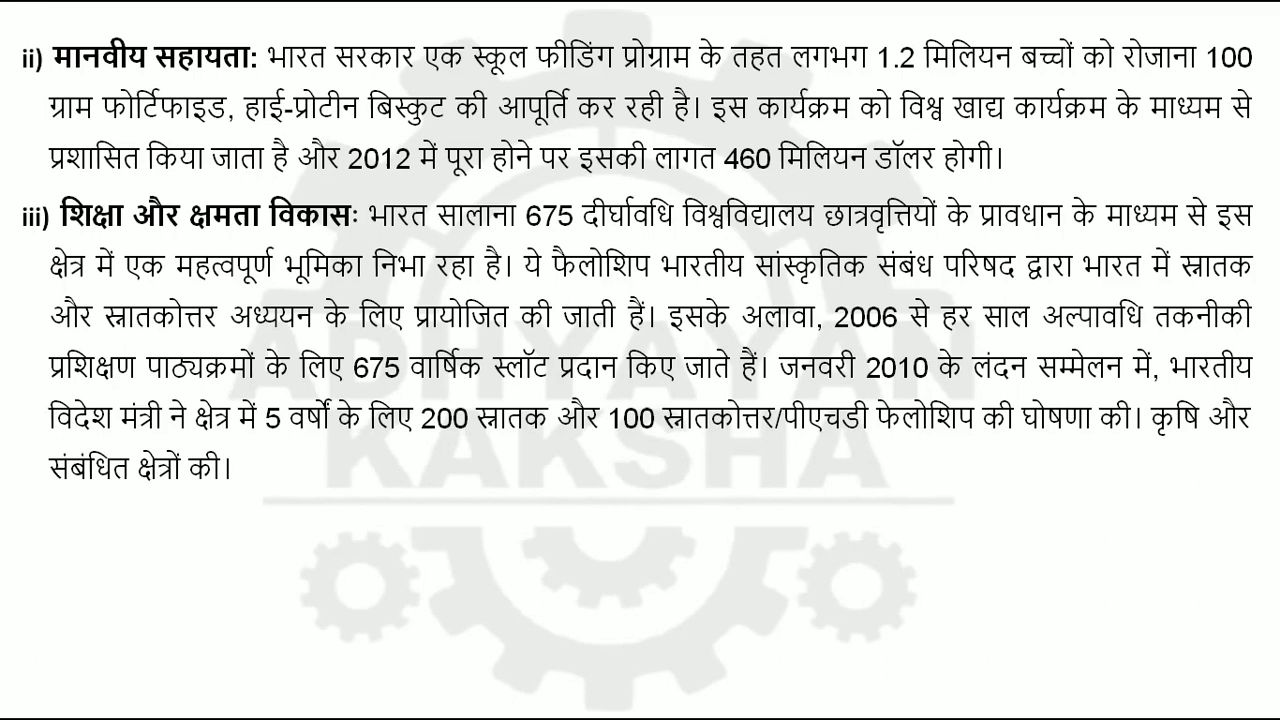 ii) मानवीय सहायता: भारत सरकार एक स्कूल फीडिंग प्रोग्राम के तहत लगभग 1.2 मिलियन बच्चों को रोजाना 100
ग्राम फोर्टिफाइड, हाई-प्रोटीन बिस्कुट की आपूर्ति कर रही है। इस कार्यक्रम को विश्व खाद्य कार्यक्रम के माध्यम से
प्रशासित किया जाता है और 2012 में पूरा होने पर इसकी लागत 460 मिलियन डॉलर होगी।
iii) शिक्षा और क्षमता विकासः भारत सालाना 675 दीर्घावधि विश्वविद्यालय छात्रवृत्तियों के प्रावधान के माध्यम से इस
क्षेत्र में एक महत्वपूर्ण भूमिका निभा रहा है। ये फैलोशिप भारतीय सांस्कृतिक संबंध परिषद द्वारा भारत में स्नातक
और स्नातकोत्तर अध्ययन के लिए प्रायोजित की जाती हैं। इसके अलावा, 2006 से हर साल अल्पावधि तकनीकी
प्रशिक्षण पाठ्यक्रमों के लिए 675 वार्षिक स्लॉट प्रदान किए जाते हैं। जनवरी 2010 के लंदन सम्मेलन में, भारतीय
विदेश मंत्री ने क्षेत्र में 5 वर्षों के लिए 200 स्नातक और 100 स्नातकोत्तर/पीएचडी फेलोशिप की घोषणा की। कृषि और
संबंधित क्षेत्रों की।
ADHYAYAN
KAKSHA